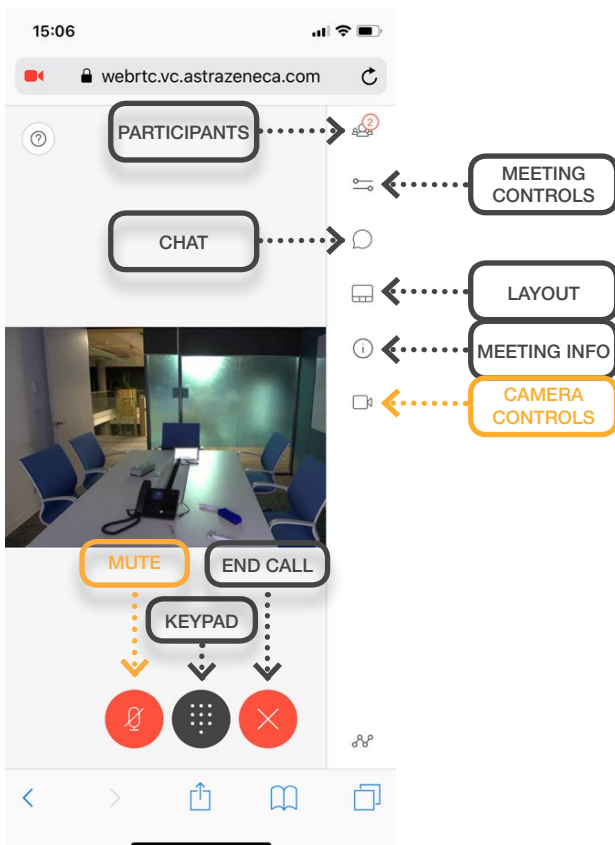 15:06
webrtc.vc.astrazeneca.com
PARTICIPANTS
2
MEETING
CONTROLS
CHAT
LAYOUT
MEETING INFO
CAMERA
CONTROLS
MUTE
END CALL
KEYPAD